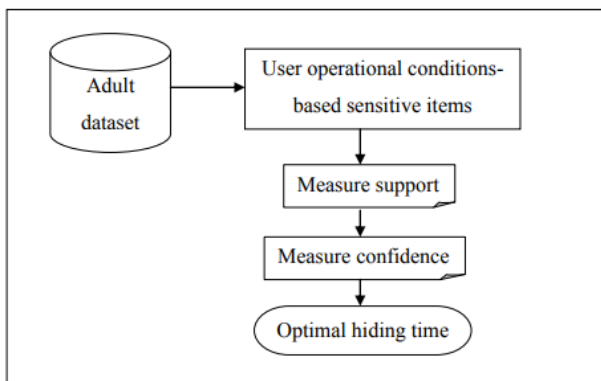 Adult
dataset
User operational conditions-
based sensitive items
Measure support
Measure confidence
Optimal hiding time